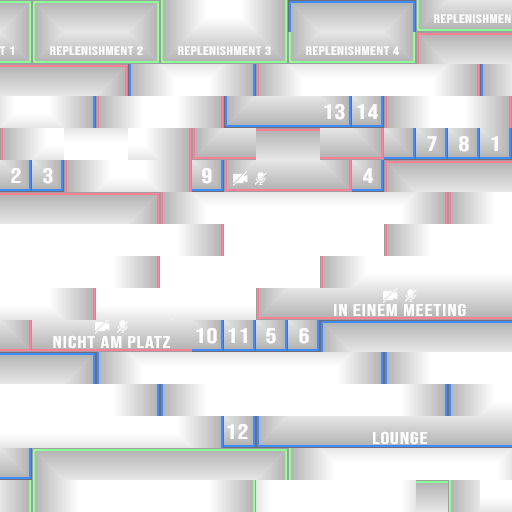 REPLENISHMEN
T 1 REPLENISHMENT 2 REPLENISHMENT 3 REPLENISHMENT 4
13 14
7 8 1
2 3 9 4
IN EINEM MEETING
NICHT AM PLATZ 10 11 5 6
12 LOUNGE